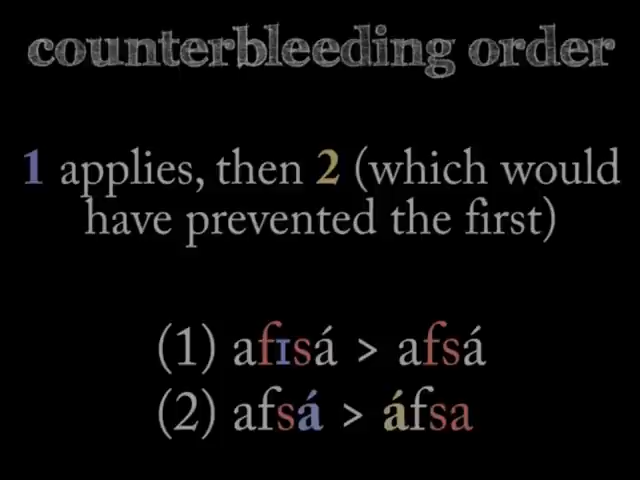 counterbleeding order
1 applies, then 2 (which would
have prevented the first)
(1) afɪsá > afsá
(2) afsá > áfsa